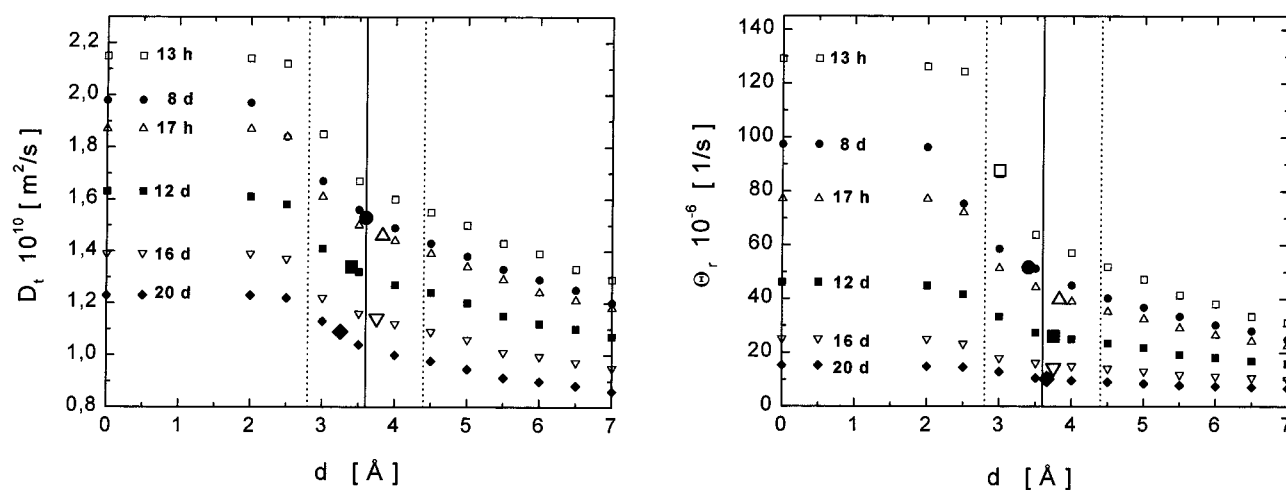 2,2
2,0
1,8
1,6
1,4
1,2
1,0
0,8
D_t 10^10 [ m²/s ]
13 h
8 d
17 h
12 d
16 d
20 d
0 1 2 3 4 5 6 7
d [ Å ]
140
120
100
80
60
40
20
0
Θ_r 10^-6 [ 1/s ]
13 h
8 d
17 h
12 d
16 d
20 d
0 1 2 3 4 5 6 7
d [ Å ]